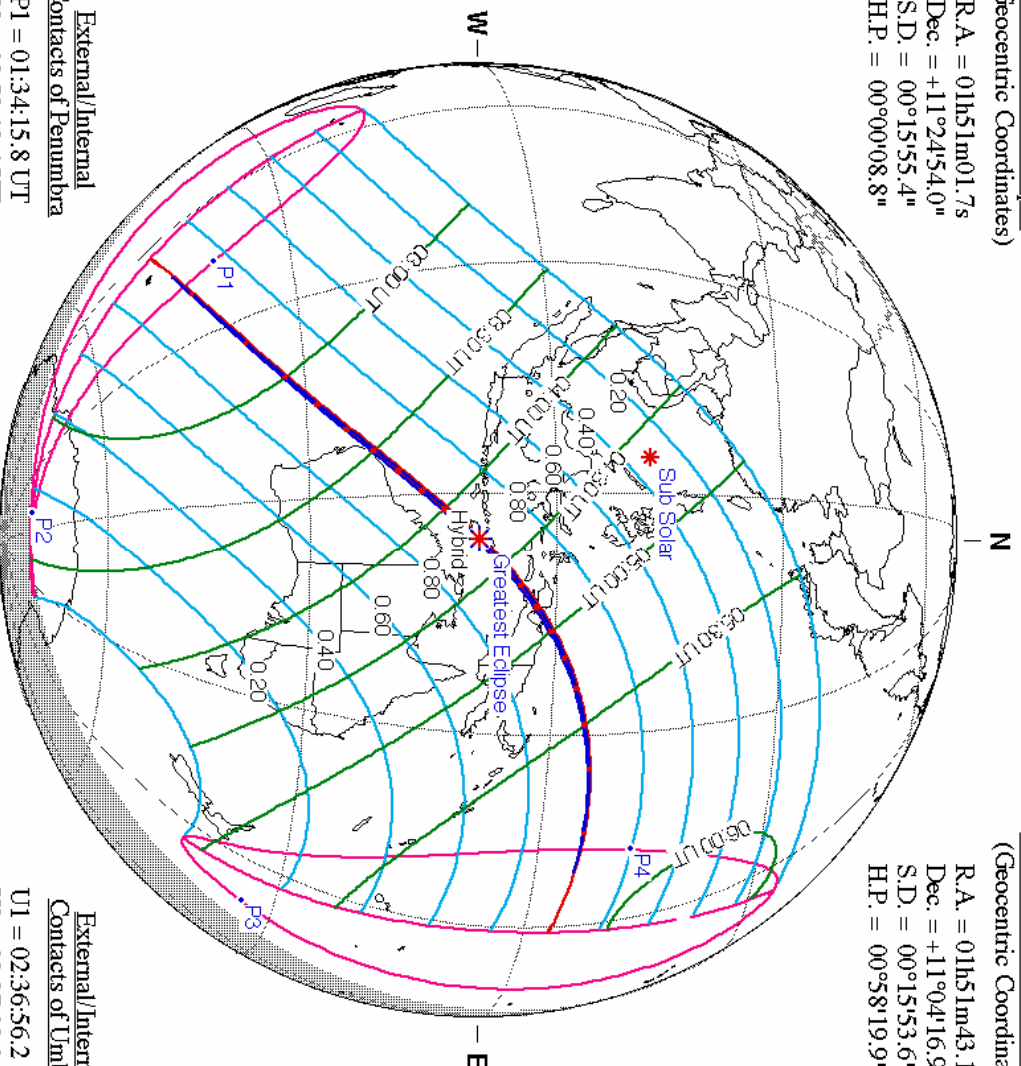 Geocentric Coordinates)
R.A. = 01h51m01.7s
Dec. = +11°24'54.0"
S.D. = 00°15'55.4"
H.P. = 00°00'08.8"
(Geocentric Coordina
R.A. = 01h51m43.1
Dec. = +11°04'16.9
S.D. = 00°15'53.6"
H.P. = 00°58'19.9"
N
W
E
Sub Solar
0.20
0.40
0.60
0.80
03:00 UT
03:30 UT
04:00 UT
05:00 UT
05:30 UT
06:00 UT
Greatest Eclipse
Hybrid
0.80
0.60
0.40
0.20
P1
P2
P3
P4
External/Internal
ontacts of Penumbra
P1 = 01:34:15.8 UT
External/Intern
Contacts of Um
U1 = 02:36:56.2